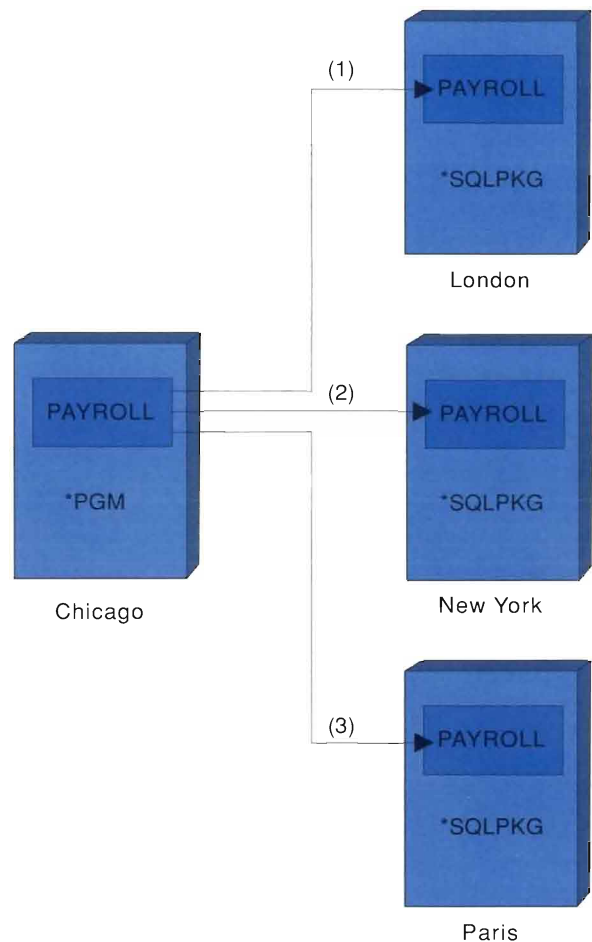 (1)
PAYROLL
*SQLPKG
London
PAYROLL
*PGM
Chicago
(2)
PAYROLL
*SQLPKG
New York
(3)
PAYROLL
*SQLPKG
Paris